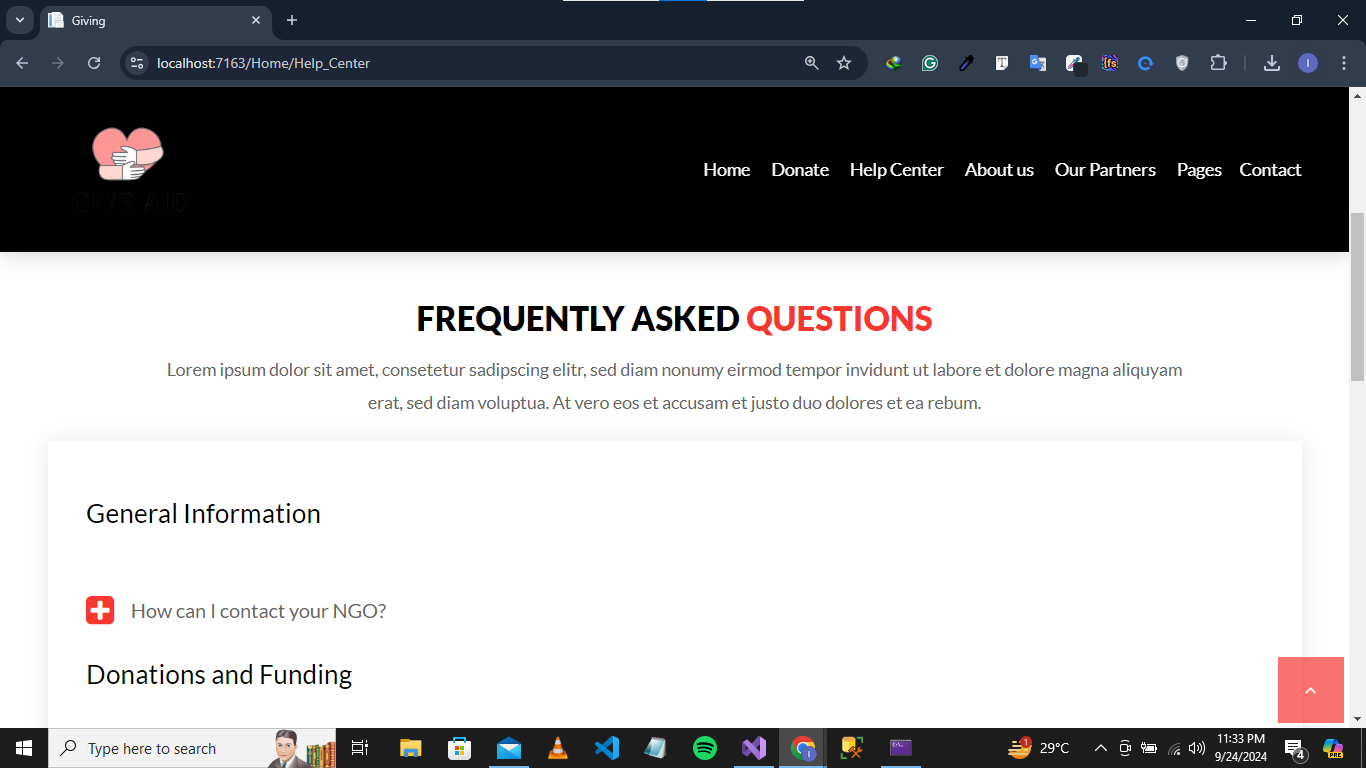 Giving
localhost:7163/Home/Help_Center
I
GIVE AID
Home Donate Help Center About us Our Partners Pages Contact
FREQUENTLY ASKED QUESTIONS
Lorem ipsum dolor sit amet, consetetur sadipscing elitr, sed diam nonumy eirmod tempor invidunt ut labore et dolore magna aliquyam
erat, sed diam voluptua. At vero eos et accusam et justo duo dolores et ea rebum.
General Information
How can I contact your NGO?
Donations and Funding
Type here to search
1
29°C
11:33 PM
9/24/2024
4
PRE